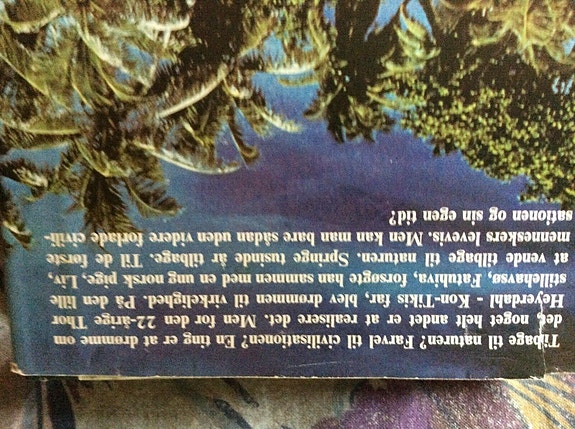 Tilbage til naturen? Farvel til civilisationen? En ting er at drømme om
det, noget helt andet er at realisere det. Men for den 22-årige Thor
Heyerdahl - Kon-Tikis far, blev drømmen til virkelighed. På den lille
stillehavsø, Fatuhiva, forsøgte han sammen med en ung norsk pige, Liv,
at vende tilbage til naturen. Springe tusinde år tilbage. Til de første
menneskers levevis. Men kan man bare sådan uden videre forlade civili-
sationen og sin egen tid?